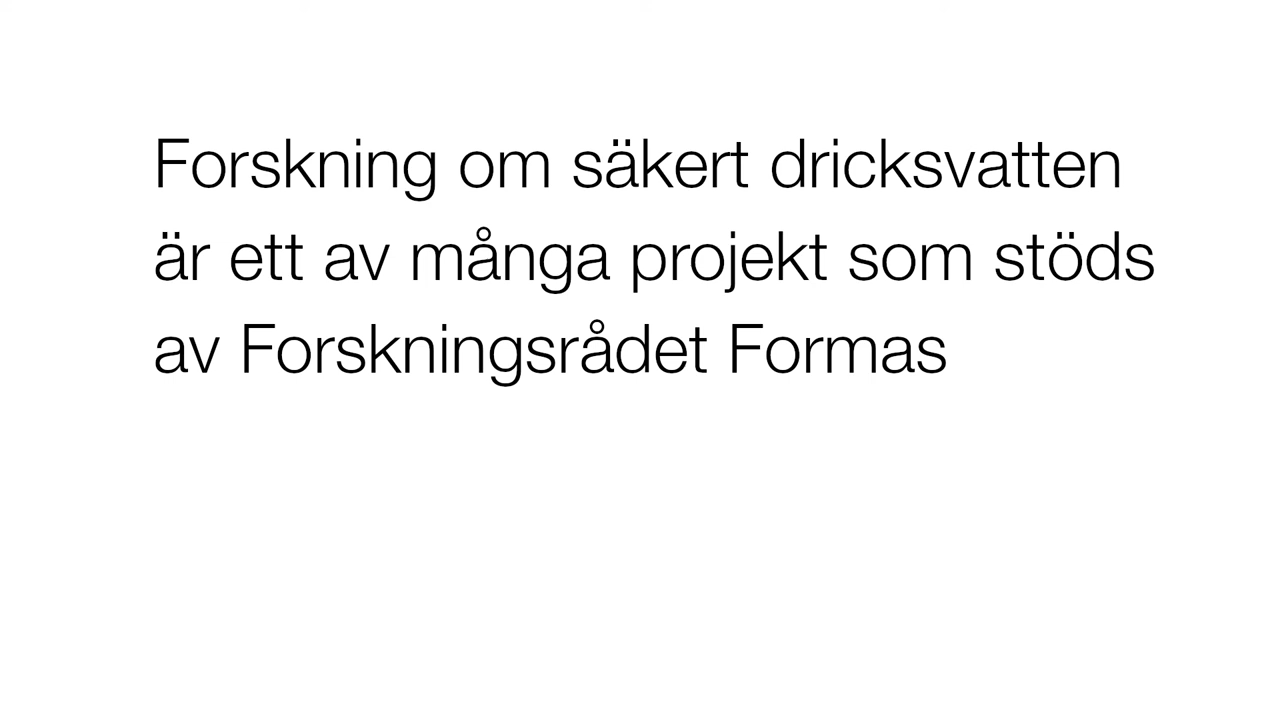 Forskning om säkert dricksvatten
är ett av många projekt som stöds
av Forskningsrådet Formas